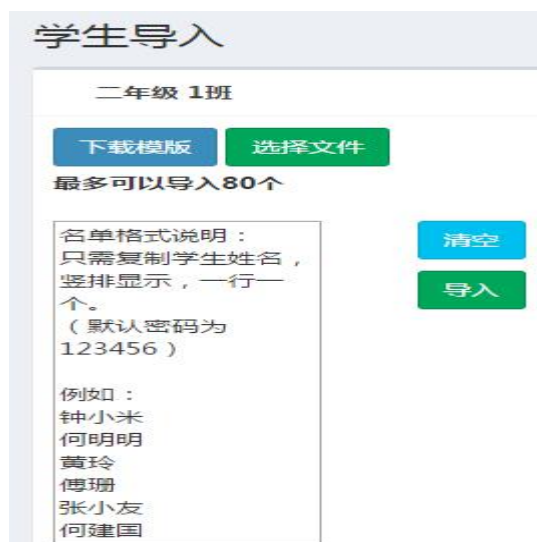 学生导入
二年级 1班
下载模版 选择文件
最多可以导入80个
名单格式说明：
只需复制学生姓名，
竖排显示，一行一
个。
（默认密码为
123456）
例如：
钟小米
何明明
黄玲
傅珊
张小友
何建国
清空
导入